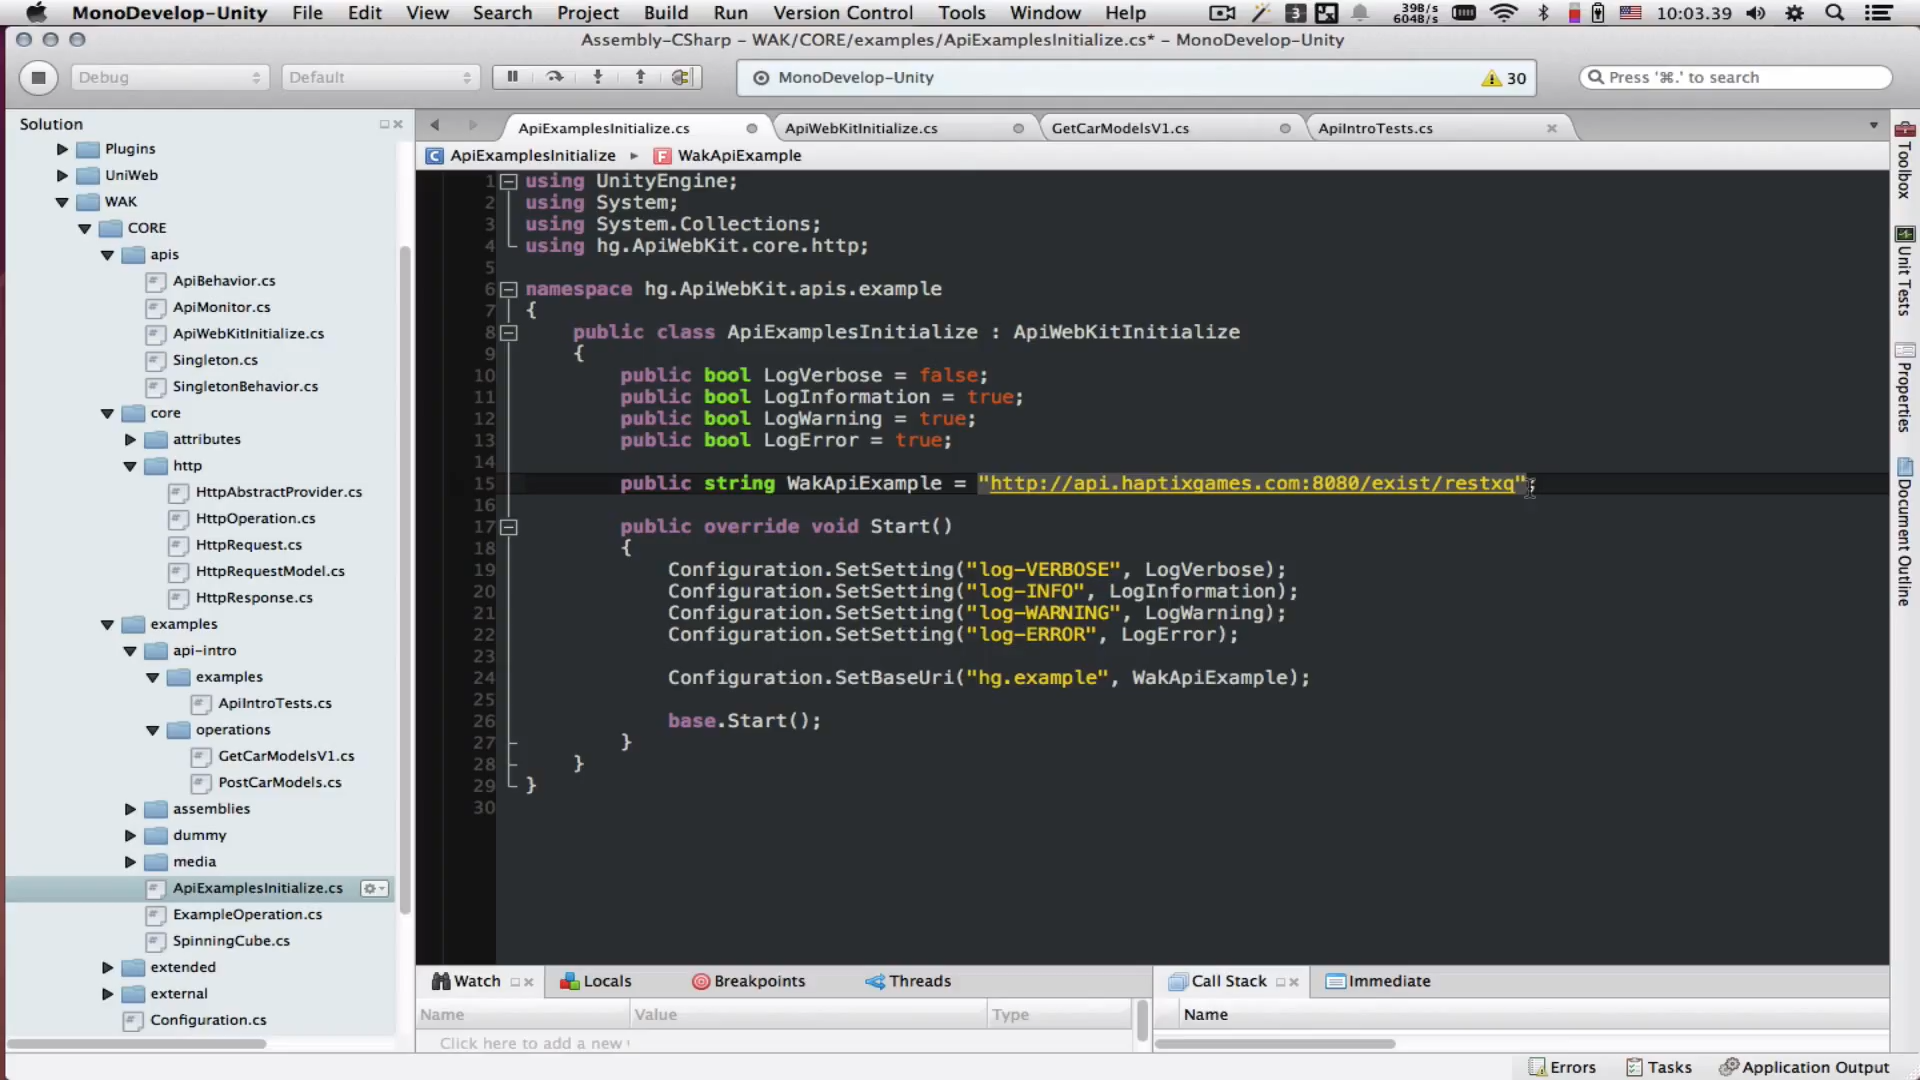 MonoDevelop-Unity File Edit View Search Project Build Run Version Control Tools Window Help 3 39B/s 604B/s 10:03.39
Assembly-CSharp – WAK/CORE/examples/ApiExamplesInitialize.cs* – MonoDevelop-Unity
Debug Default MonoDevelop-Unity 30 Press '⌘.' to search
Solution
Plugins
UniWeb
WAK
CORE
apis
ApiBehavior.cs
ApiMonitor.cs
ApiWebKitInitialize.cs
Singleton.cs
SingletonBehavior.cs
core
attributes
http
HttpAbstractProvider.cs
HttpOperation.cs
HttpRequest.cs
HttpRequestModel.cs
HttpResponse.cs
examples
api-intro
examples
ApiIntroTests.cs
operations
GetCarModelsV1.cs
PostCarModels.cs
assemblies
dummy
media
ApiExamplesInitialize.cs
ExampleOperation.cs
SpinningCube.cs
extended
external
Configuration.cs
ApiExamplesInitialize.cs ApiWebKitInitialize.cs GetCarModelsV1.cs ApiIntroTests.cs
C ApiExamplesInitialize F WakApiExample
1 using UnityEngine;
2 using System;
3 using System.Collections;
4 using hg.ApiWebKit.core.http;
5
6 namespace hg.ApiWebKit.apis.example
7 {
8 public class ApiExamplesInitialize : ApiWebKitInitialize
9 {
10 public bool LogVerbose = false;
11 public bool LogInformation = true;
12 public bool LogWarning = true;
13 public bool LogError = true;
14
15 public string WakApiExample = "http://api.haptixgames.com:8080/exist/restxq";
16
17 public override void Start()
18 {
19 Configuration.SetSetting("log-VERBOSE", LogVerbose);
20 Configuration.SetSetting("log-INFO", LogInformation);
21 Configuration.SetSetting("log-WARNING", LogWarning);
22 Configuration.SetSetting("log-ERROR", LogError);
23
24 Configuration.SetBaseUri("hg.example", WakApiExample);
25
26 base.Start();
27 }
28 }
29 }
30
Toolbox
Unit Tests
Properties
Document Outline
Watch Locals Breakpoints Threads
Name Value Type
Click here to add a new
Call Stack Immediate
Name
Errors Tasks Application Output